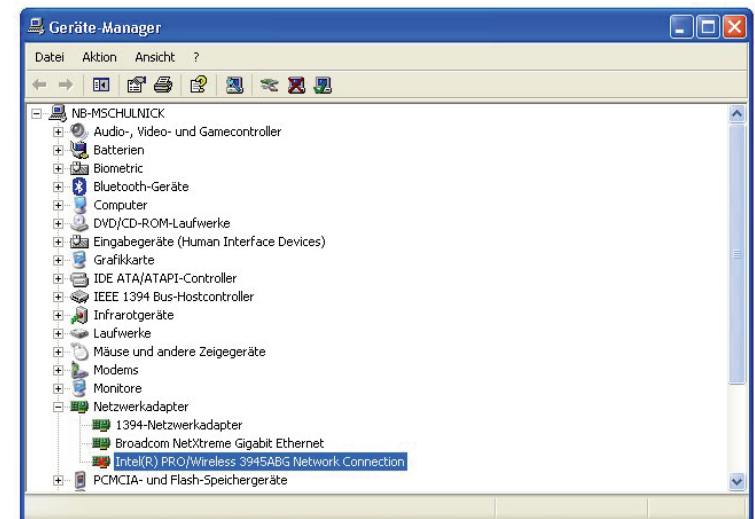 Geräte-Manager
Datei Aktion Ansicht ?
NB-MSCHULNICK
Audio-, Video- und Gamecontroller
Batterien
Biometric
Bluetooth-Geräte
Computer
DVD/CD-ROM-Laufwerke
Eingabegeräte (Human Interface Devices)
Grafikkarte
IDE ATA/ATAPI-Controller
IEEE 1394 Bus-Hostcontroller
Infrarotgeräte
Laufwerke
Mäuse und andere Zeigegeräte
Modems
Monitore
Netzwerkadapter
1394-Netzwerkadapter
Broadcom NetXtreme Gigabit Ethernet
Intel(R) PRO/Wireless 3945ABG Network Connection
PCMCIA- und Flash-Speichergeräte